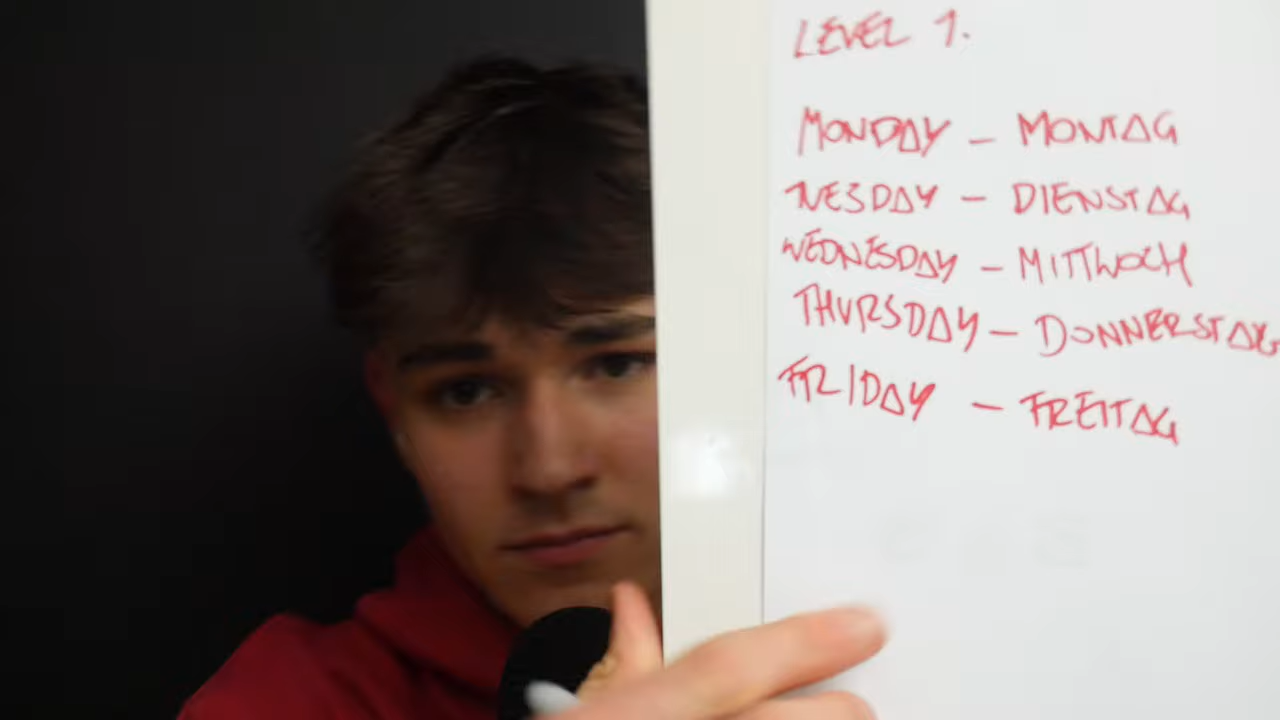 LEVEL 1.
MONDAY – MONTAG
TUESDAY – DIENSTAG
WEDNESDAY – MITTWOCH
THURSDAY – DONNERSTAG
FRIDAY – FREITAG